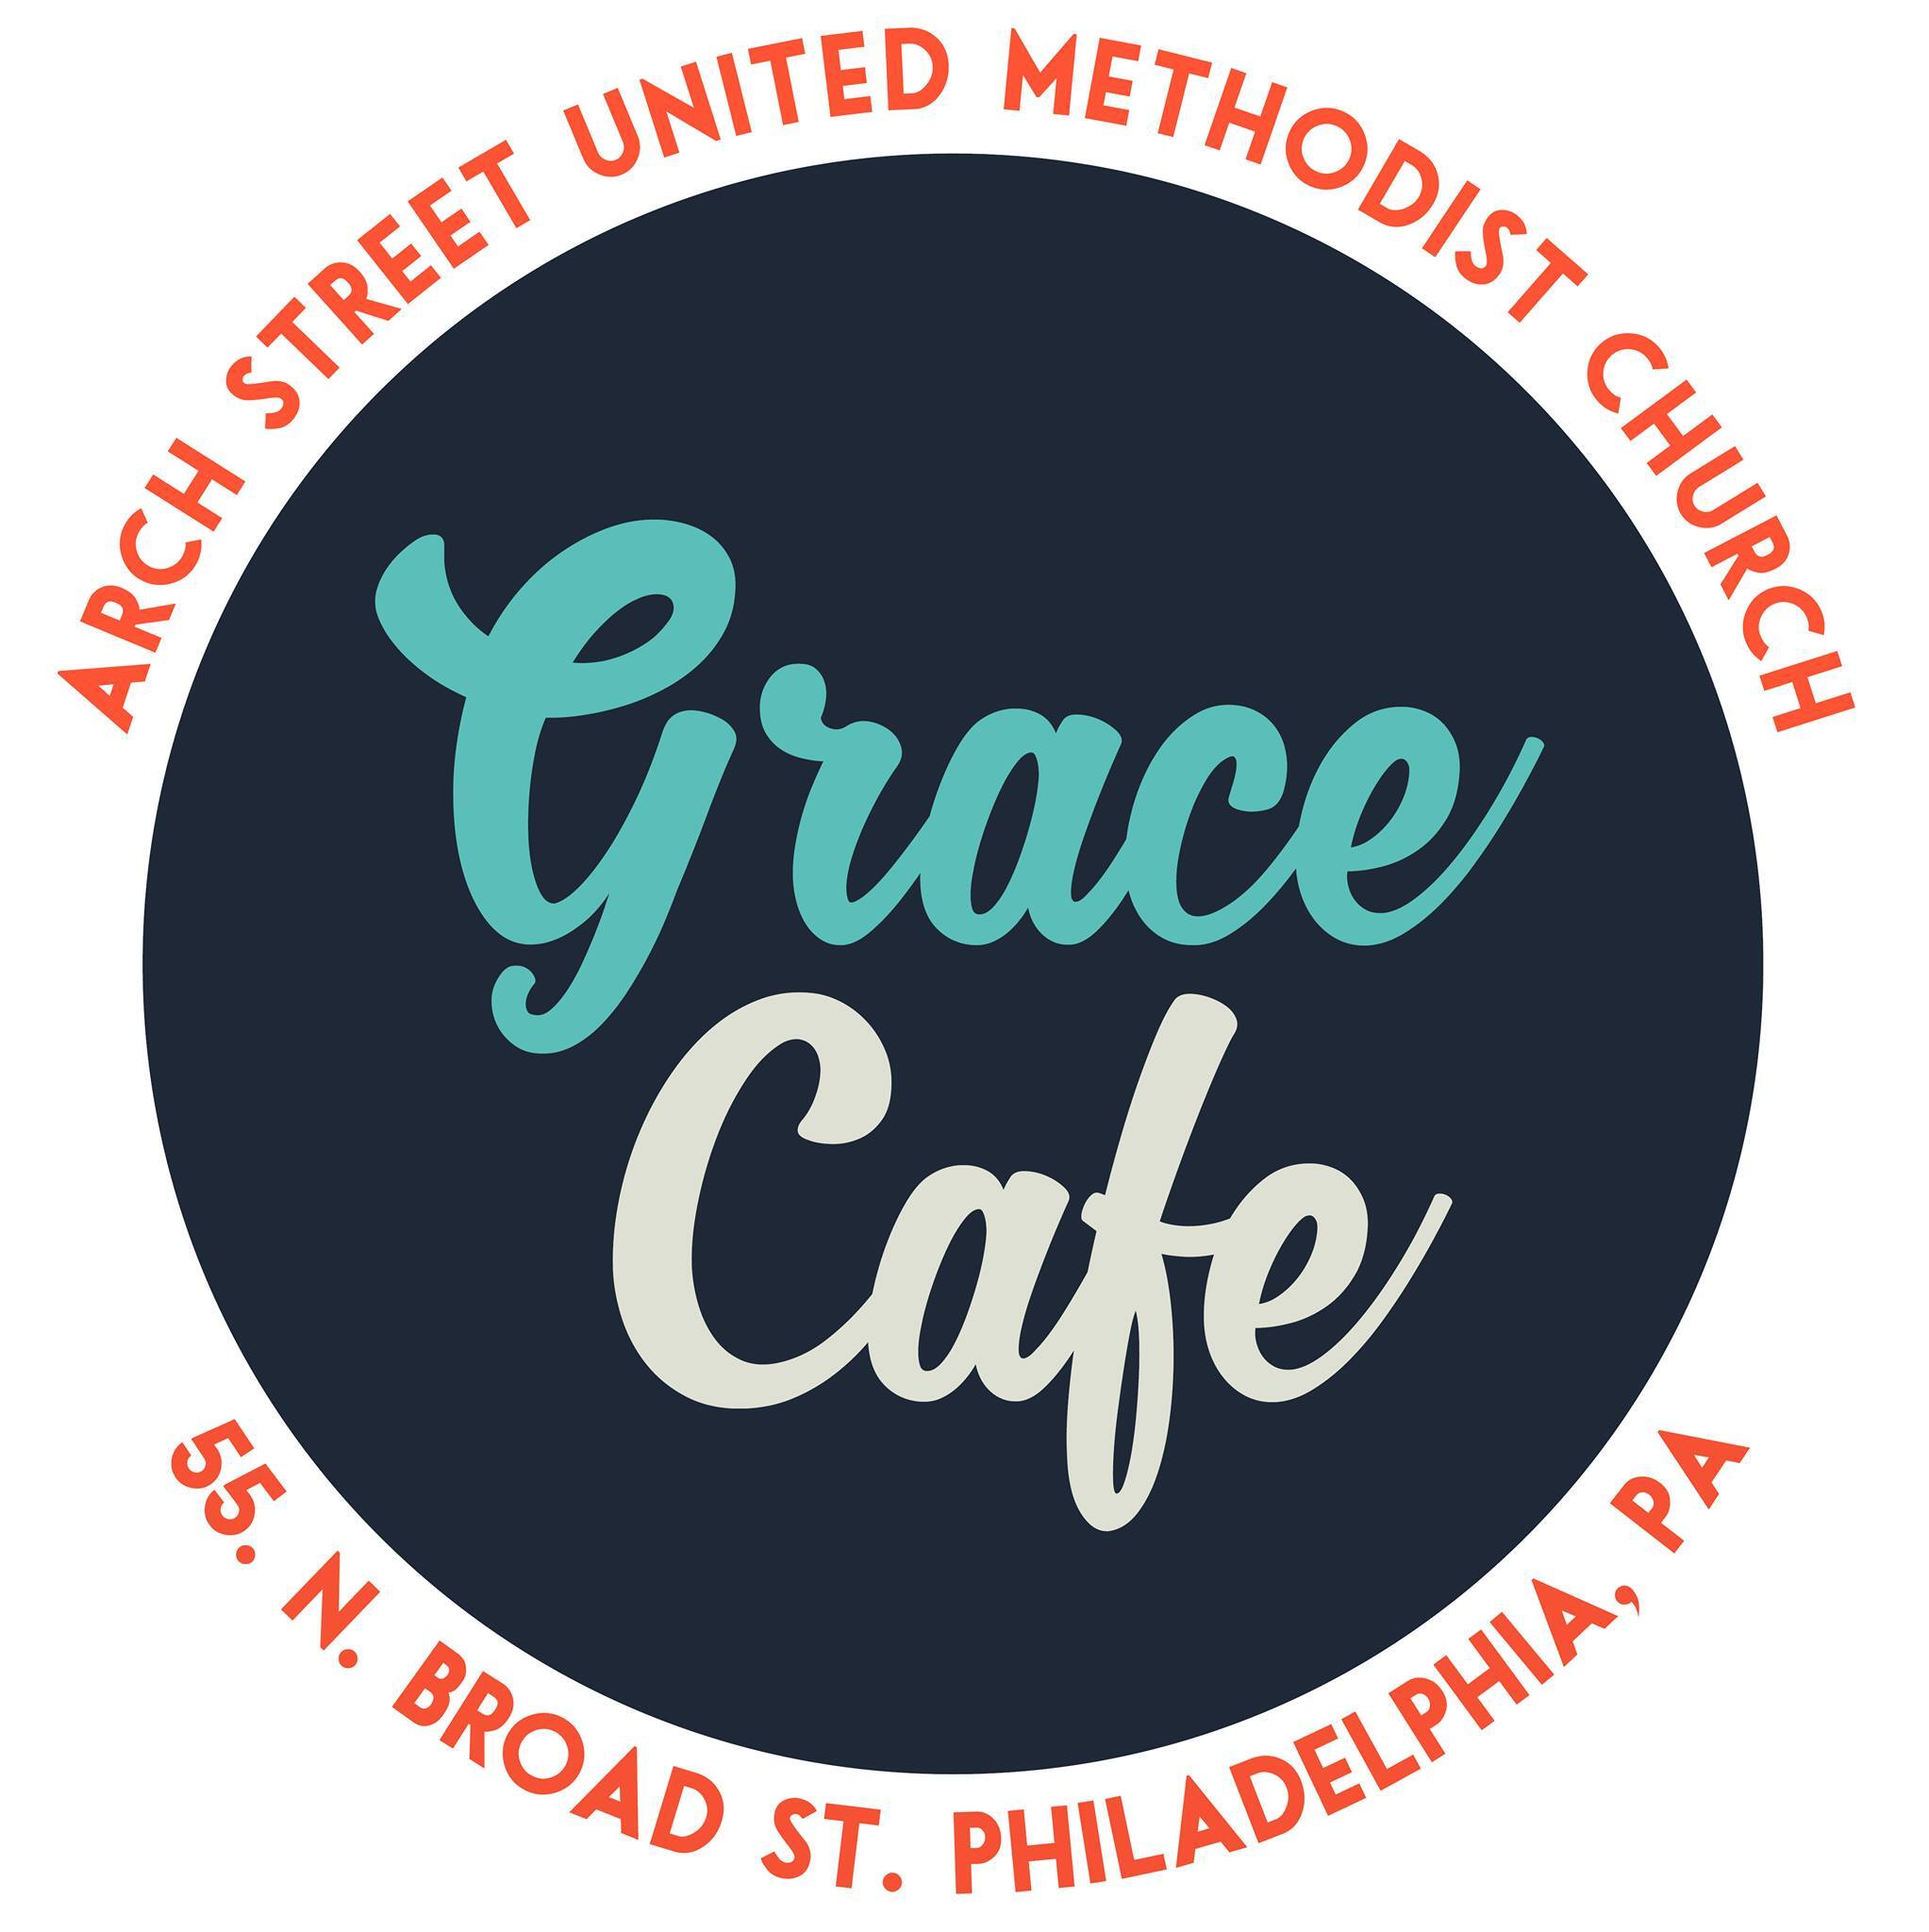 ARCH STREET UNITED METHODIST CHURCH
Grace
Cafe
55. N. BROAD ST. PHILADELPHIA, PA